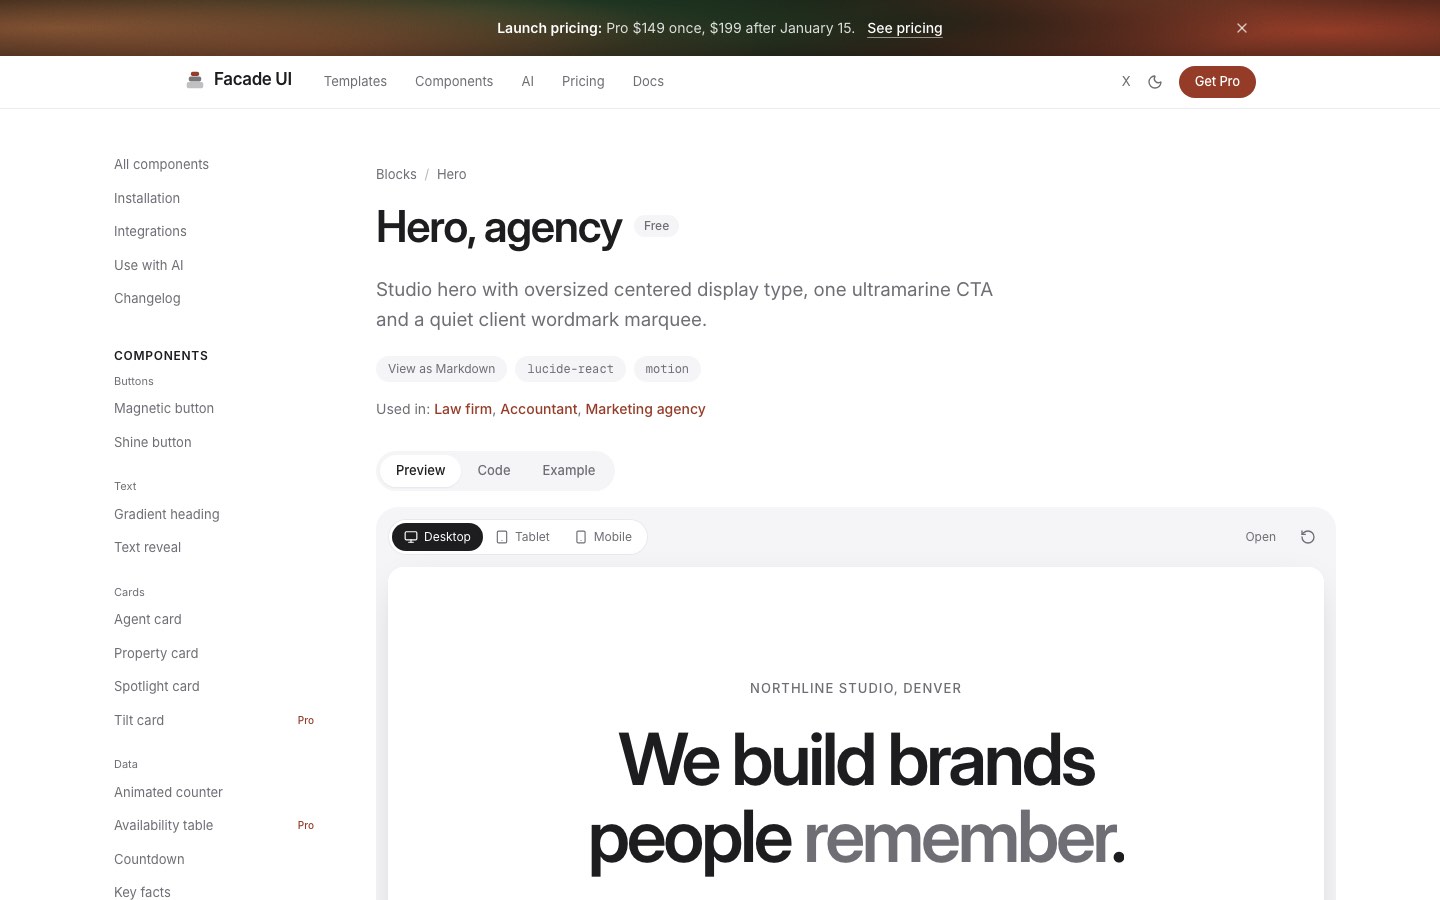 Launch pricing: Pro $149 once, $199 after January 15. See pricing
Facade UI
Templates
Components
AI
Pricing
Docs
X
Get Pro
All components
Installation
Integrations
Use with AI
Changelog
COMPONENTS
Buttons
Magnetic button
Shine button
Text
Gradient heading
Text reveal
Cards
Agent card
Property card
Spotlight card
Tilt card Pro
Data
Animated counter
Availability table Pro
Countdown
Key facts
Blocks / Hero
Hero, agency Free
Studio hero with oversized centered display type, one ultramarine CTA
and a quiet client wordmark marquee.
View as Markdown lucide-react motion
Used in: Law firm, Accountant, Marketing agency
Preview Code Example
Desktop Tablet Mobile Open
NORTHLINE STUDIO, DENVER
We build brands
people remember.